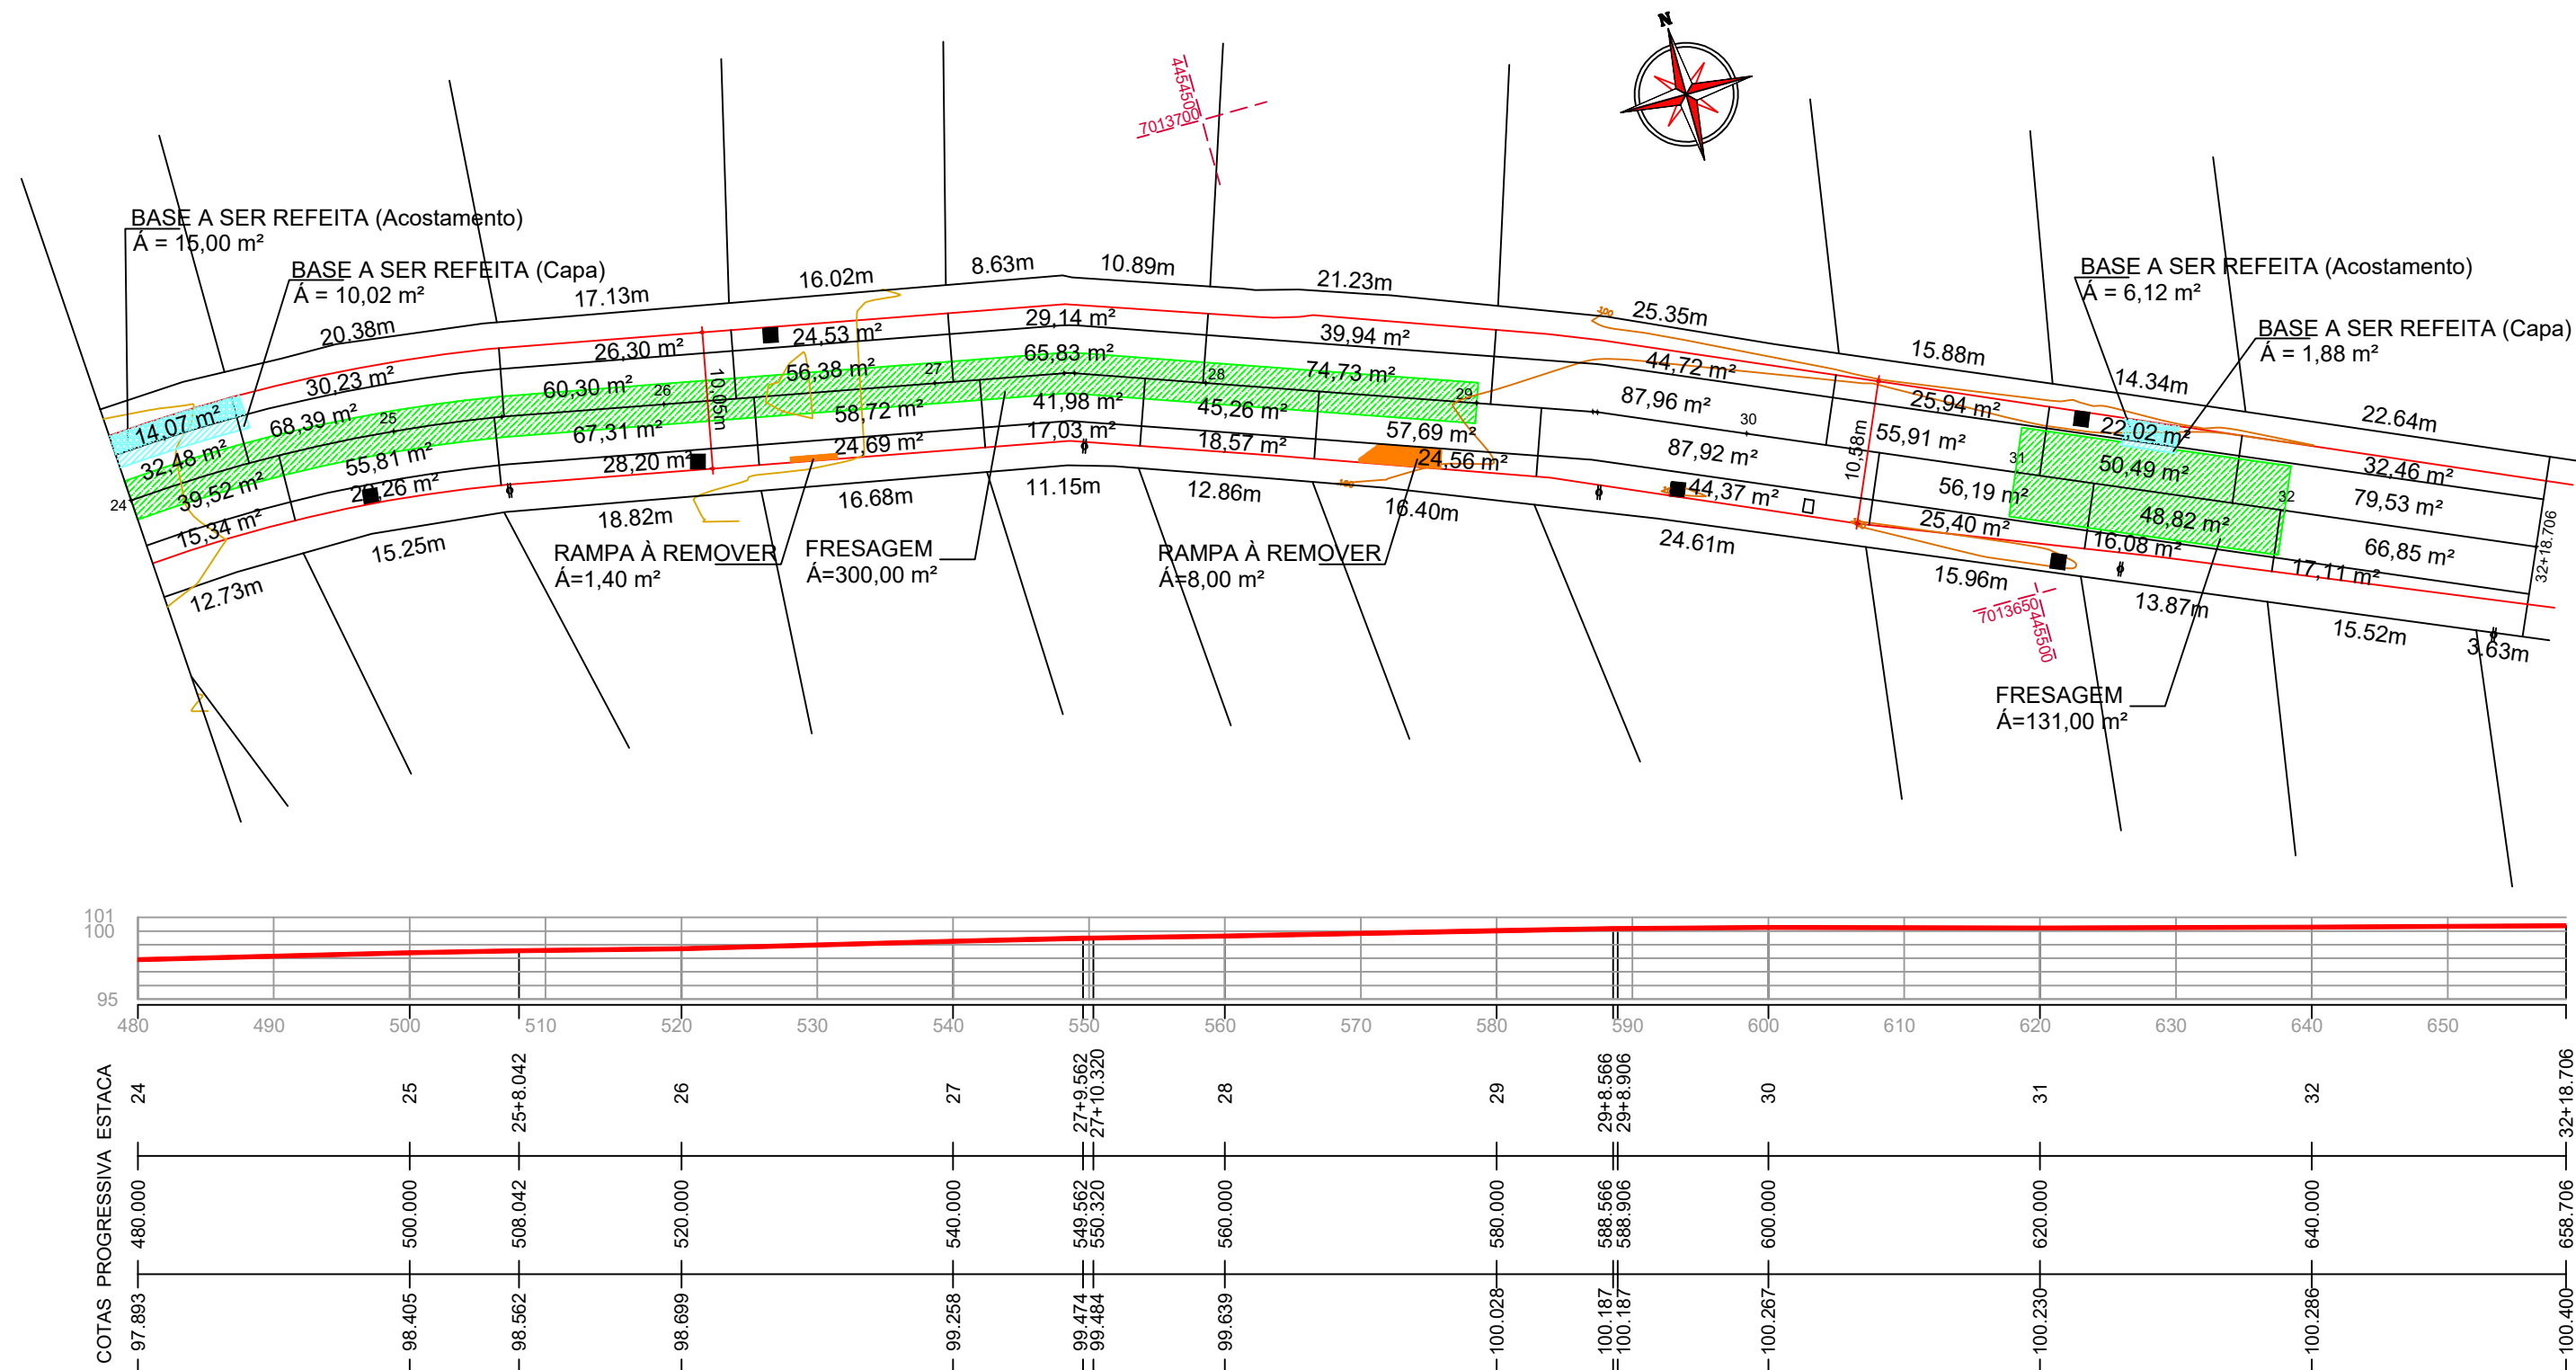 N
4454500
7013700
BASE A SER REFEITA (Acostamento)
Á = 15,00 m²
BASE A SER REFEITA (Capa)
Á = 10,02 m²
BASE A SER REFEITA (Acostamento)
Á = 6,12 m²
BASE A SER REFEITA (Capa)
Á = 1,88 m²
20.38m
17.13m
16.02m
8.63m
10.89m
21.23m
25.35m
15.88m
14.34m
22.64m
14,07 m²
30,23 m²
26,30 m²
24,53 m²
29,14 m²
39,94 m²
44,72 m²
25,94 m²
22,02 m²
32,46 m²
32,48 m²
68,39 m²
60,30 m²
56,38 m²
65,83 m²
74,73 m²
87,96 m²
55,91 m²
50,49 m²
79,53 m²
24
25
26
27
28
29
30
31
32
32+18.706
10,05m
10,58m
100
100
39,52 m²
55,81 m²
67,31 m²
58,72 m²
41,98 m²
45,26 m²
57,69 m²
87,92 m²
56,19 m²
48,82 m²
66,85 m²
15,34 m²
28,20 m²
24,69 m²
17,03 m²
18,57 m²
24,56 m²
44,37 m²
25,40 m²
16,08 m²
17,11 m²
12.73m
15.25m
18.82m
16.68m
11.15m
12.86m
16.40m
24.61m
15.96m
13.87m
15.52m
3.63m
RAMPA À REMOVER
Á=1,40 m²
FRESAGEM
Á=300,00 m²
RAMPA À REMOVER
Á=8,00 m²
7013650
445500
FRESAGEM
Á=131,00 m²
101
100
95
480 490 500 510 520 530 540 550 560 570 580 590 600 610 620 630 640 650
ESTACA
24 25 25+8.042 26 27 27+9.562 27+10.320 28 29 29+8.566 29+8.906 30 31 32 32+18.706
PROGRESSIVA
480.000 500.000 508.042 520.000 540.000 549.562 550.320 560.000 580.000 588.566 588.906 600.000 620.000 640.000 658.706
COTAS
97.893 98.405 98.562 98.699 99.258 99.474 99.484 99.639 100.028 100.187 100.187 100.267 100.230 100.286 100.400